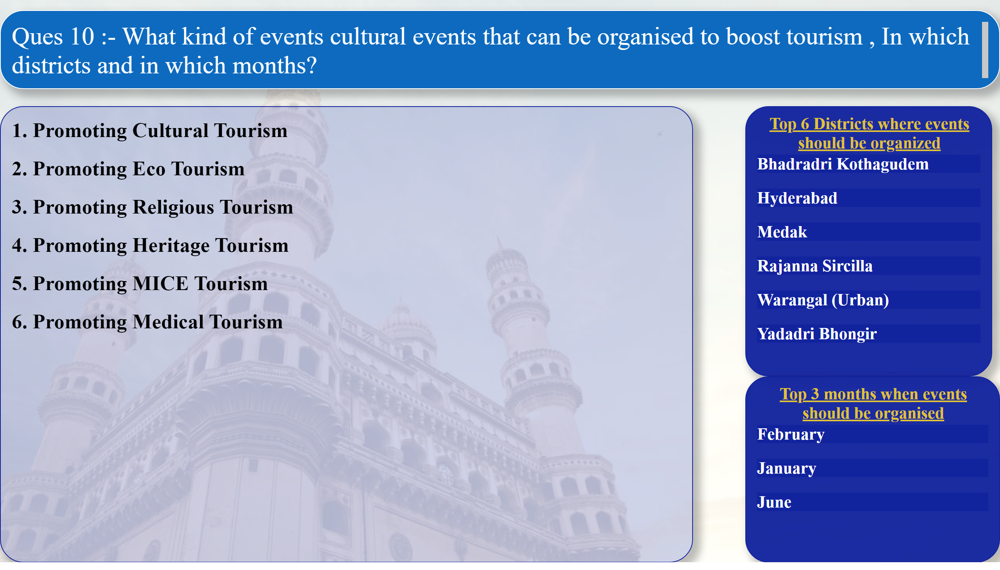 Ques 10 :- What kind of events cultural events that can be organised to boost tourism , In which
districts and in which months?
1. Promoting Cultural Tourism
2. Promoting Eco Tourism
3. Promoting Religious Tourism
4. Promoting Heritage Tourism
5. Promoting MICE Tourism
6. Promoting Medical Tourism
Top 6 Districts where events
should be organized
Bhadradri Kothagudem
Hyderabad
Medak
Rajanna Sircilla
Warangal (Urban)
Yadadri Bhongir
Top 3 months when events
should be organised
February
January
June